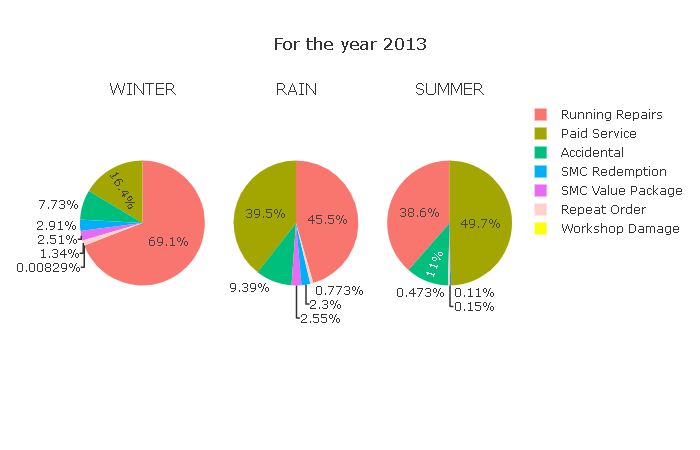 For the year 2013
WINTER
RAIN
SUMMER
Running Repairs
Paid Service
Accidental
SMC Redemption
SMC Value Package
Repeat Order
Workshop Damage
16.4%
7.73%
2.91%
2.51%
1.34%
0.00829%
69.1%
39.5%
45.5%
9.39%
0.773%
2.3%
2.55%
38.6%
49.7%
11%
0.473%
0.11%
0.15%